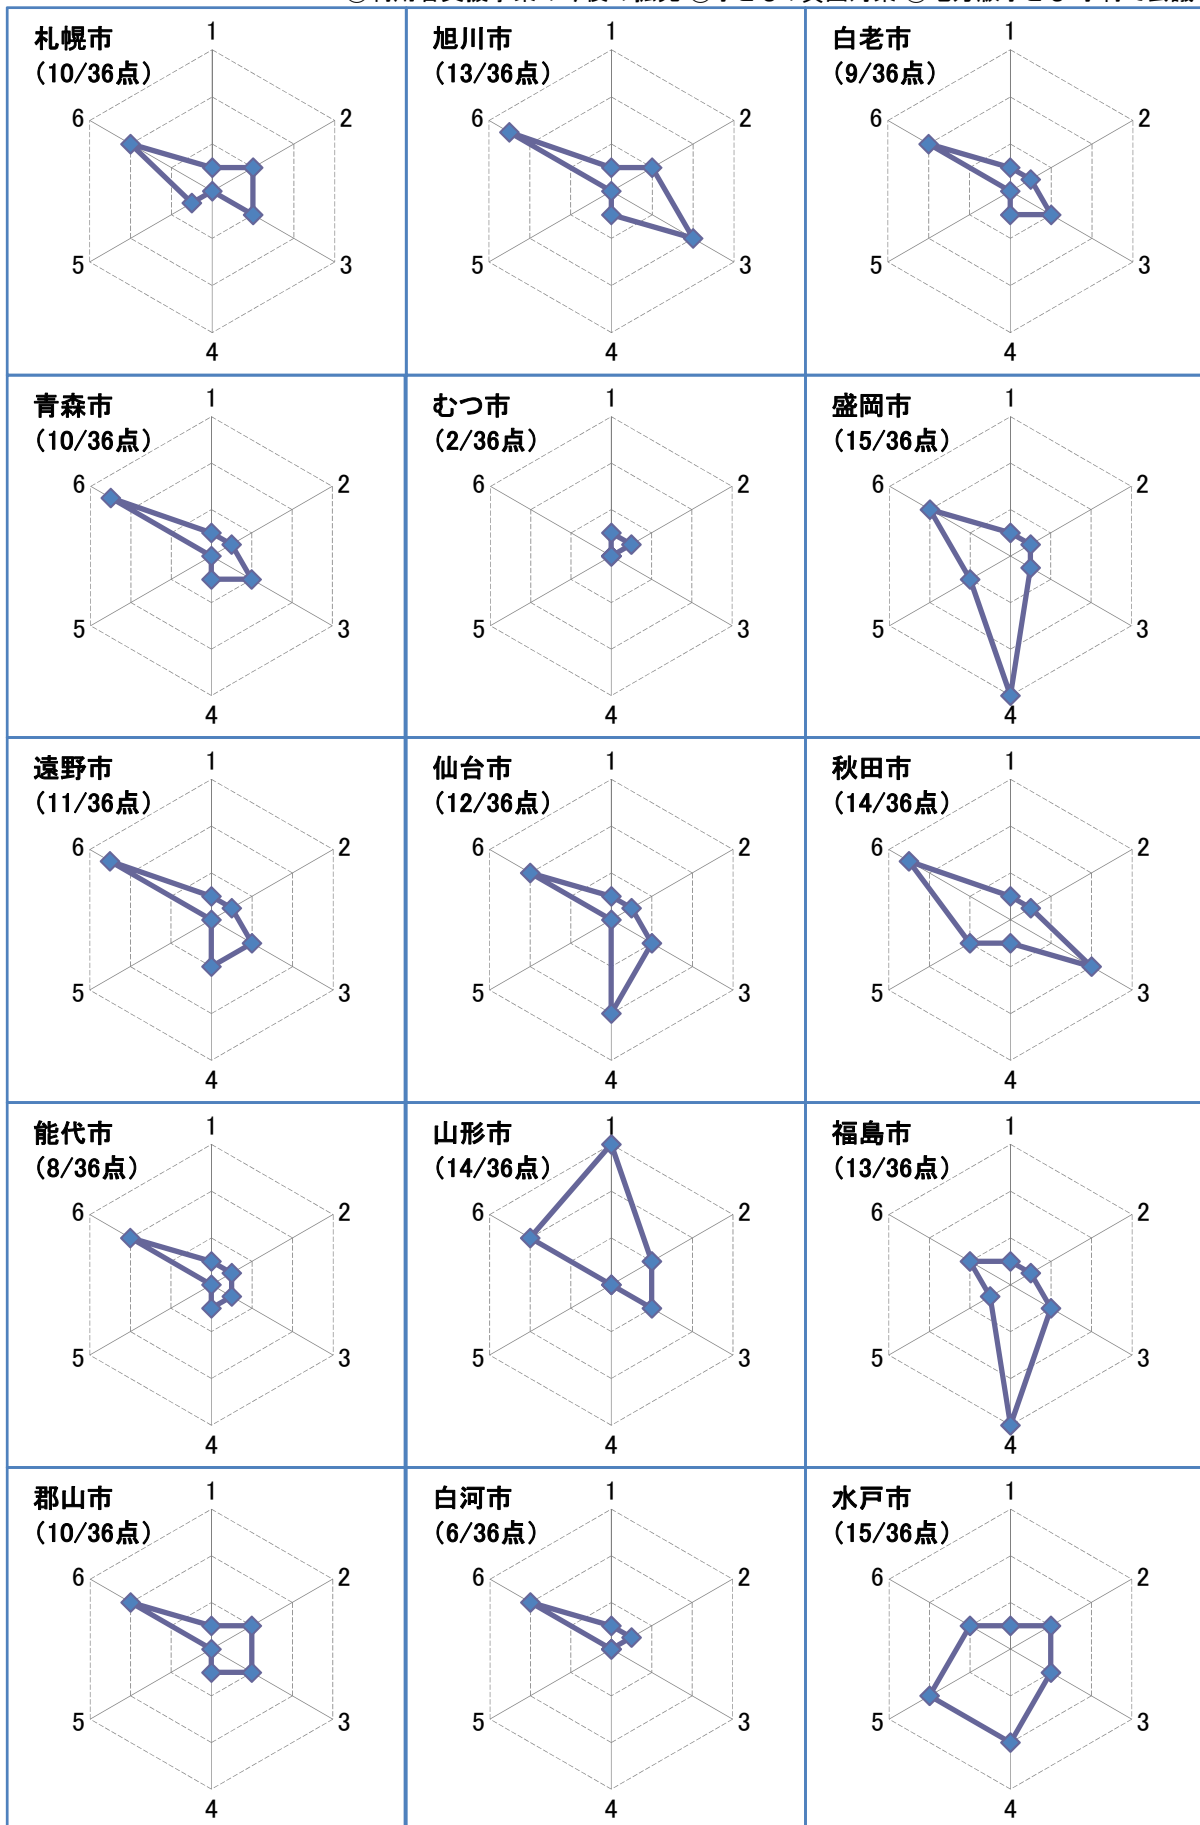 札幌市 1 旭川市 1 白老市 1
(10/36点) (13/36点) (9/36点)
6 2 6 2 6 2
5 3 5 3 5 3
4 4 4
青森市 1 むつ市 1 盛岡市 1
(10/36点) (2/36点) (15/36点)
6 2 6 2 6 2
5 3 5 3 5 3
4 4 4
遠野市 1 仙台市 1 秋田市 1
(11/36点) (12/36点) (14/36点)
6 2 6 2 6 2
5 3 5 3 5 3
4 4 4
能代市 1 山形市 1 福島市 1
(8/36点) (14/36点) (13/36点)
6 2 6 2 6 2
5 3 5 3 5 3
4 4 4
郡山市 1 白河市 1 水戸市 1
(10/36点) (6/36点) (15/36点)
6 2 6 2 6 2
5 3 5 3 5 3
4 4 4